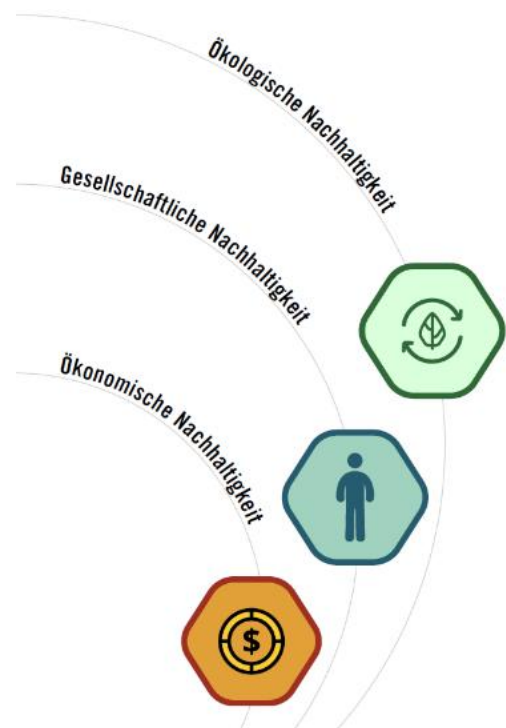 Ökologische Nachhaltigkeit
Gesellschaftliche Nachhaltigkeit
Ökonomische Nachhaltigkeit
$